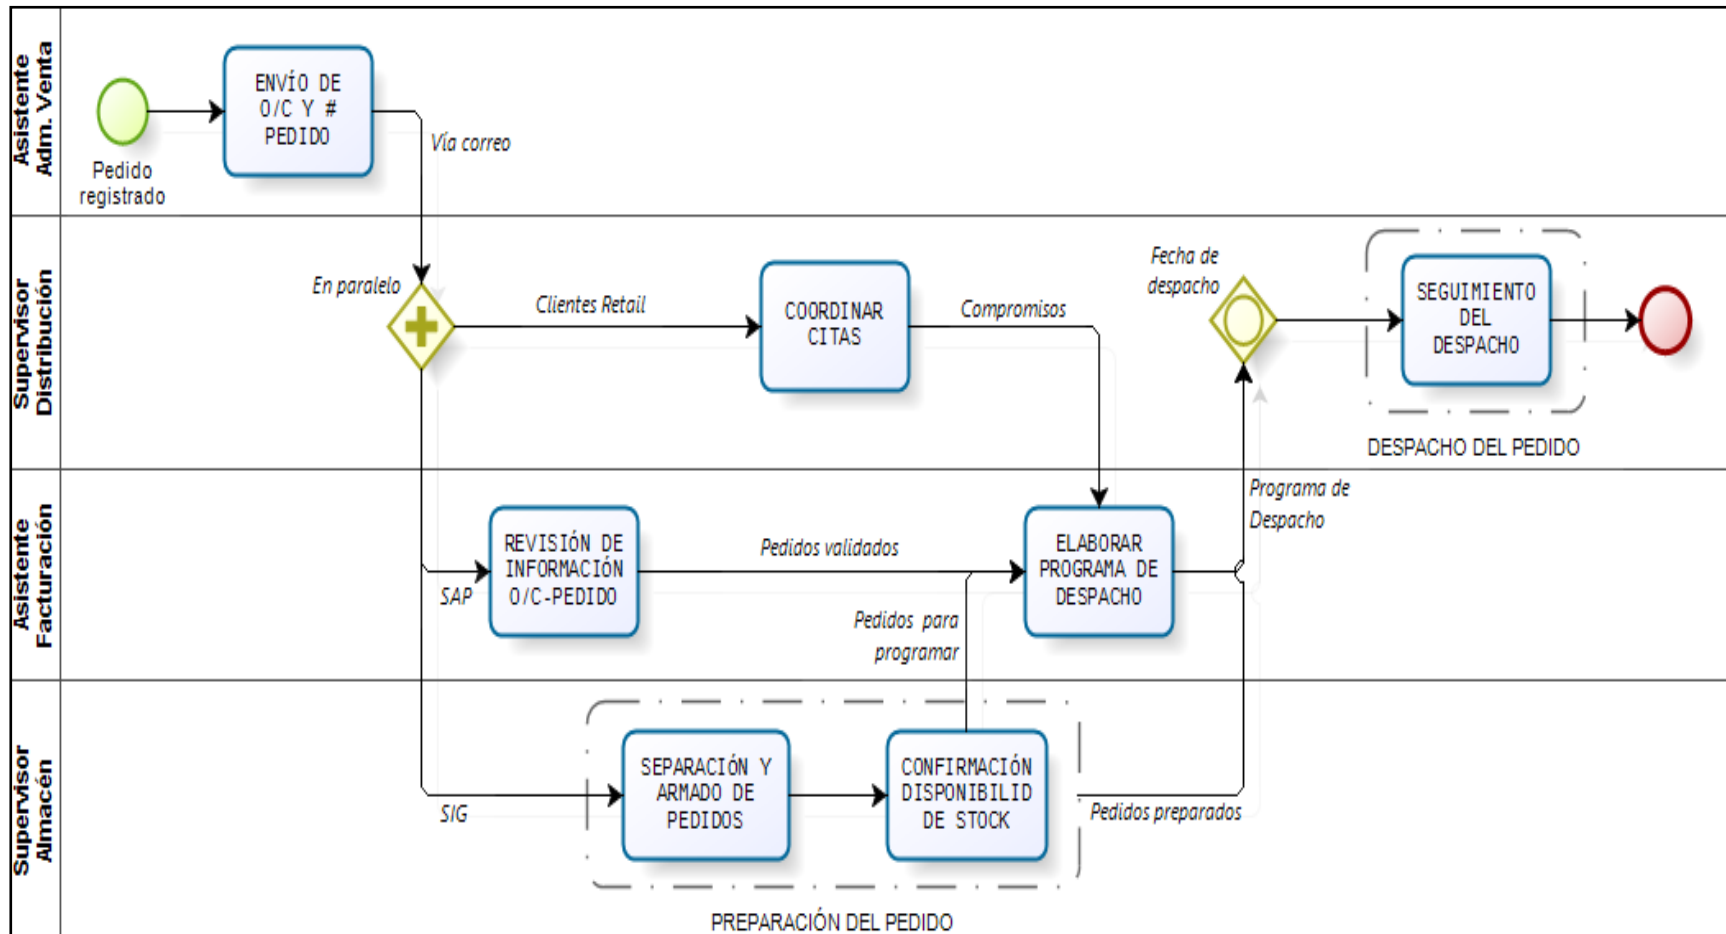 Asistente
Adm. Venta
ENVÍO DE
O/C Y #
PEDIDO
Pedido
registrado
Vía correo
Supervisor
Distribución
En paralelo
Clientes Retail
COORDINAR
CITAS
Compromisos
Fecha de
despacho
SEGUIMIENTO
DEL
DESPACHO
DESPACHO DEL PEDIDO
Asistente
Facturación
SAP
REVISIÓN DE
INFORMACIÓN
O/C-PEDIDO
Pedidos validados
Pedidos para
programar
ELABORAR
PROGRAMA DE
DESPACHO
Programa de
Despacho
Supervisor
Almacén
SIG
SEPARACIÓN Y
ARMADO DE
PEDIDOS
CONFIRMACIÓN
DISPONIBILID
DE STOCK
Pedidos preparados
PREPARACIÓN DEL PEDIDO